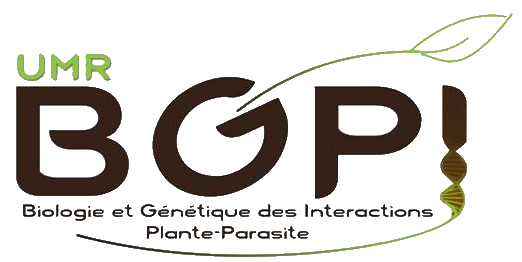 UMR
BGPI
Biologie et Génétique des Interactions
Plante-Parasite